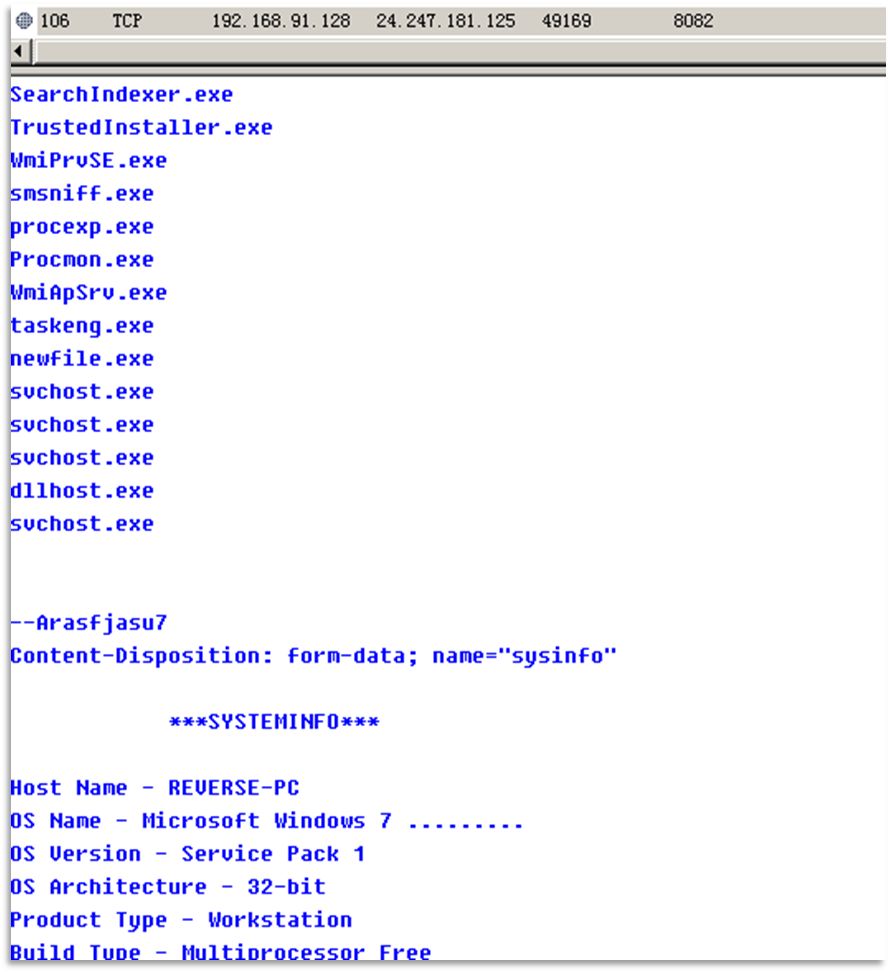 106 TCP 192.168.91.128 24.247.181.125 49169 8082
SearchIndexer.exe
TrustedInstaller.exe
WmiPrvSE.exe
smsniff.exe
procexp.exe
Procmon.exe
WmiApSrv.exe
taskeng.exe
newfile.exe
svchost.exe
svchost.exe
svchost.exe
dllhost.exe
svchost.exe
--Arasfjasu7
Content-Disposition: form-data; name="sysinfo"
***SYSTEMINFO***
Host Name - REVERSE-PC
OS Name - Microsoft Windows 7 .........
OS Version - Service Pack 1
OS Architecture - 32-bit
Product Type - Workstation
Build Type - Multiprocessor Free